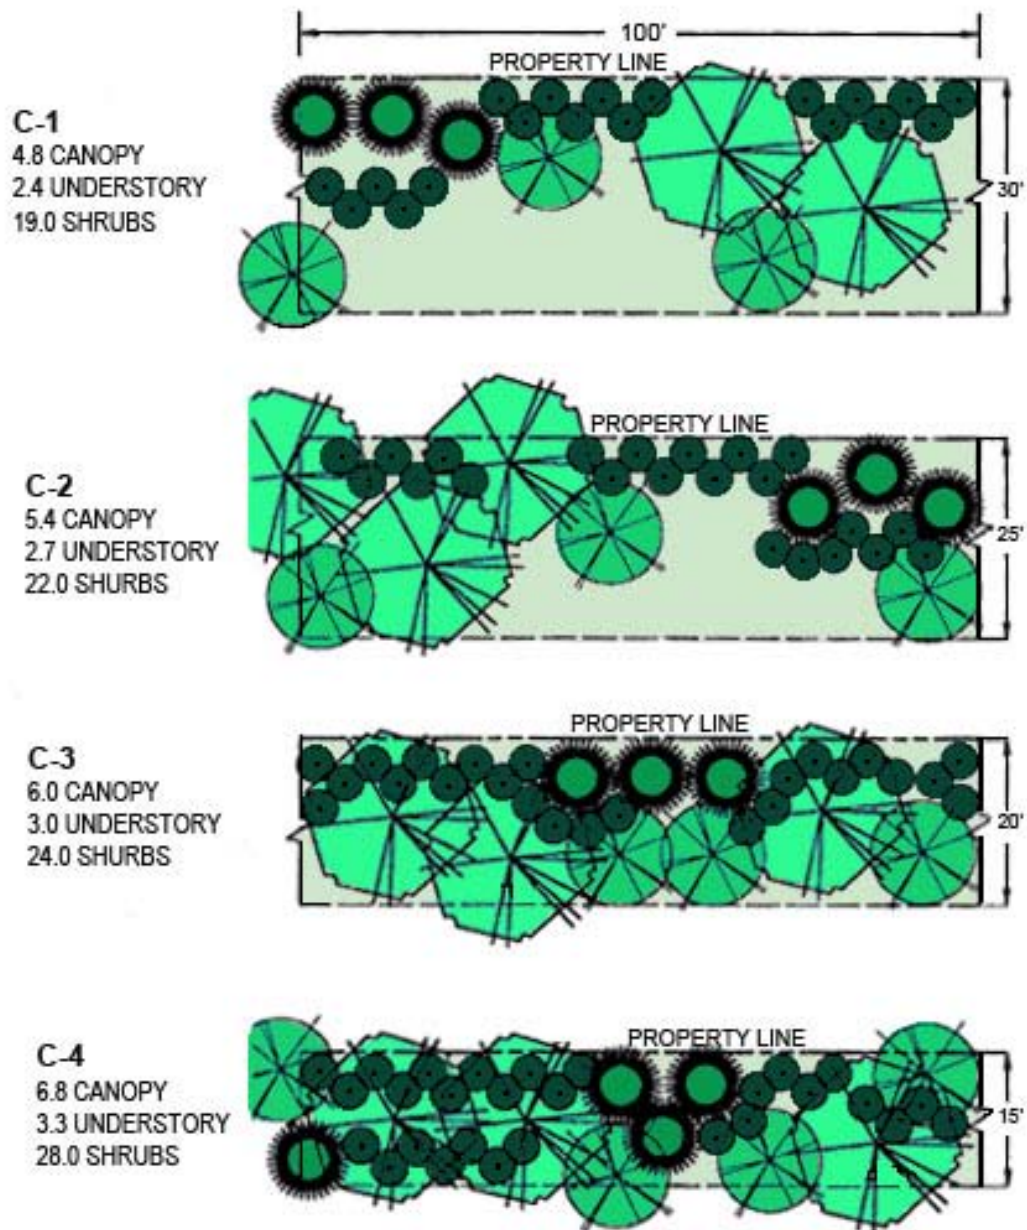 100'
PROPERTY LINE
C-1
4.8 CANOPY
2.4 UNDERSTORY
19.0 SHRUBS
30'
PROPERTY LINE
C-2
5.4 CANOPY
2.7 UNDERSTORY
22.0 SHURBS
25'
PROPERTY LINE
C-3
6.0 CANOPY
3.0 UNDERSTORY
24.0 SHURBS
20'
PROPERTY LINE
C-4
6.8 CANOPY
3.3 UNDERSTORY
28.0 SHRUBS
15'